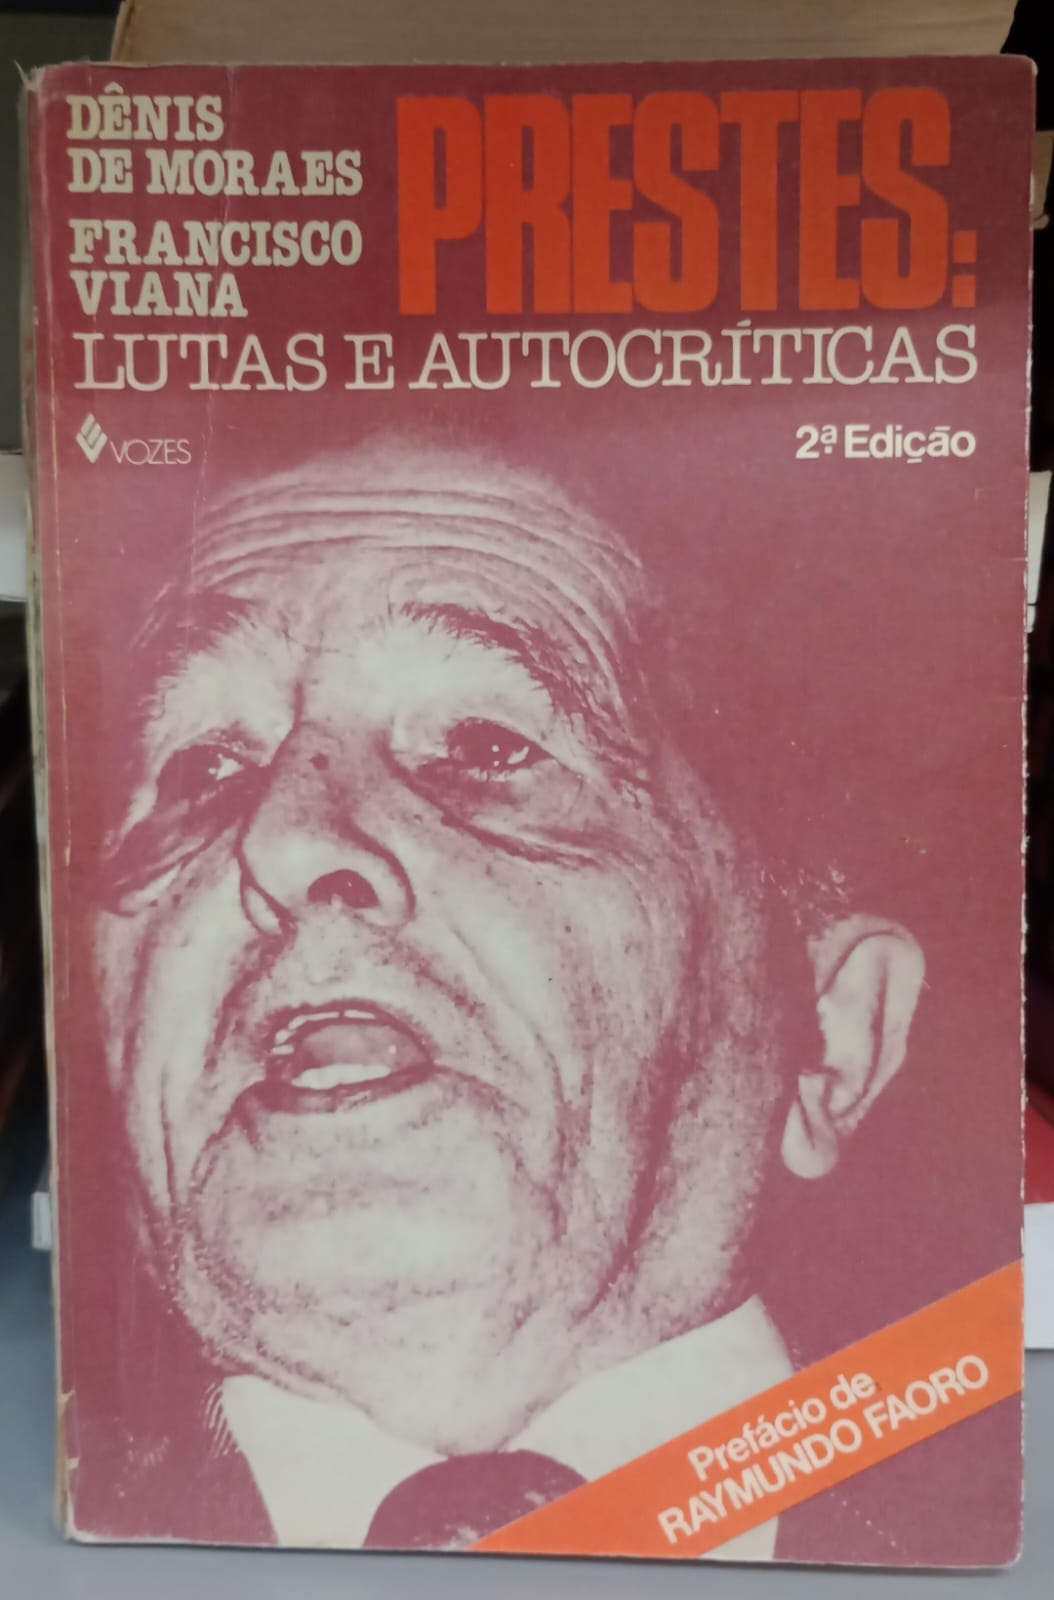 DÊNIS
DE MORAES
FRANCISCO
VIANA
PRESTES:
LUTAS E AUTOCRÍTICAS
VOZES
2ª Edição
Prefácio de
RAYMUNDO FAORO